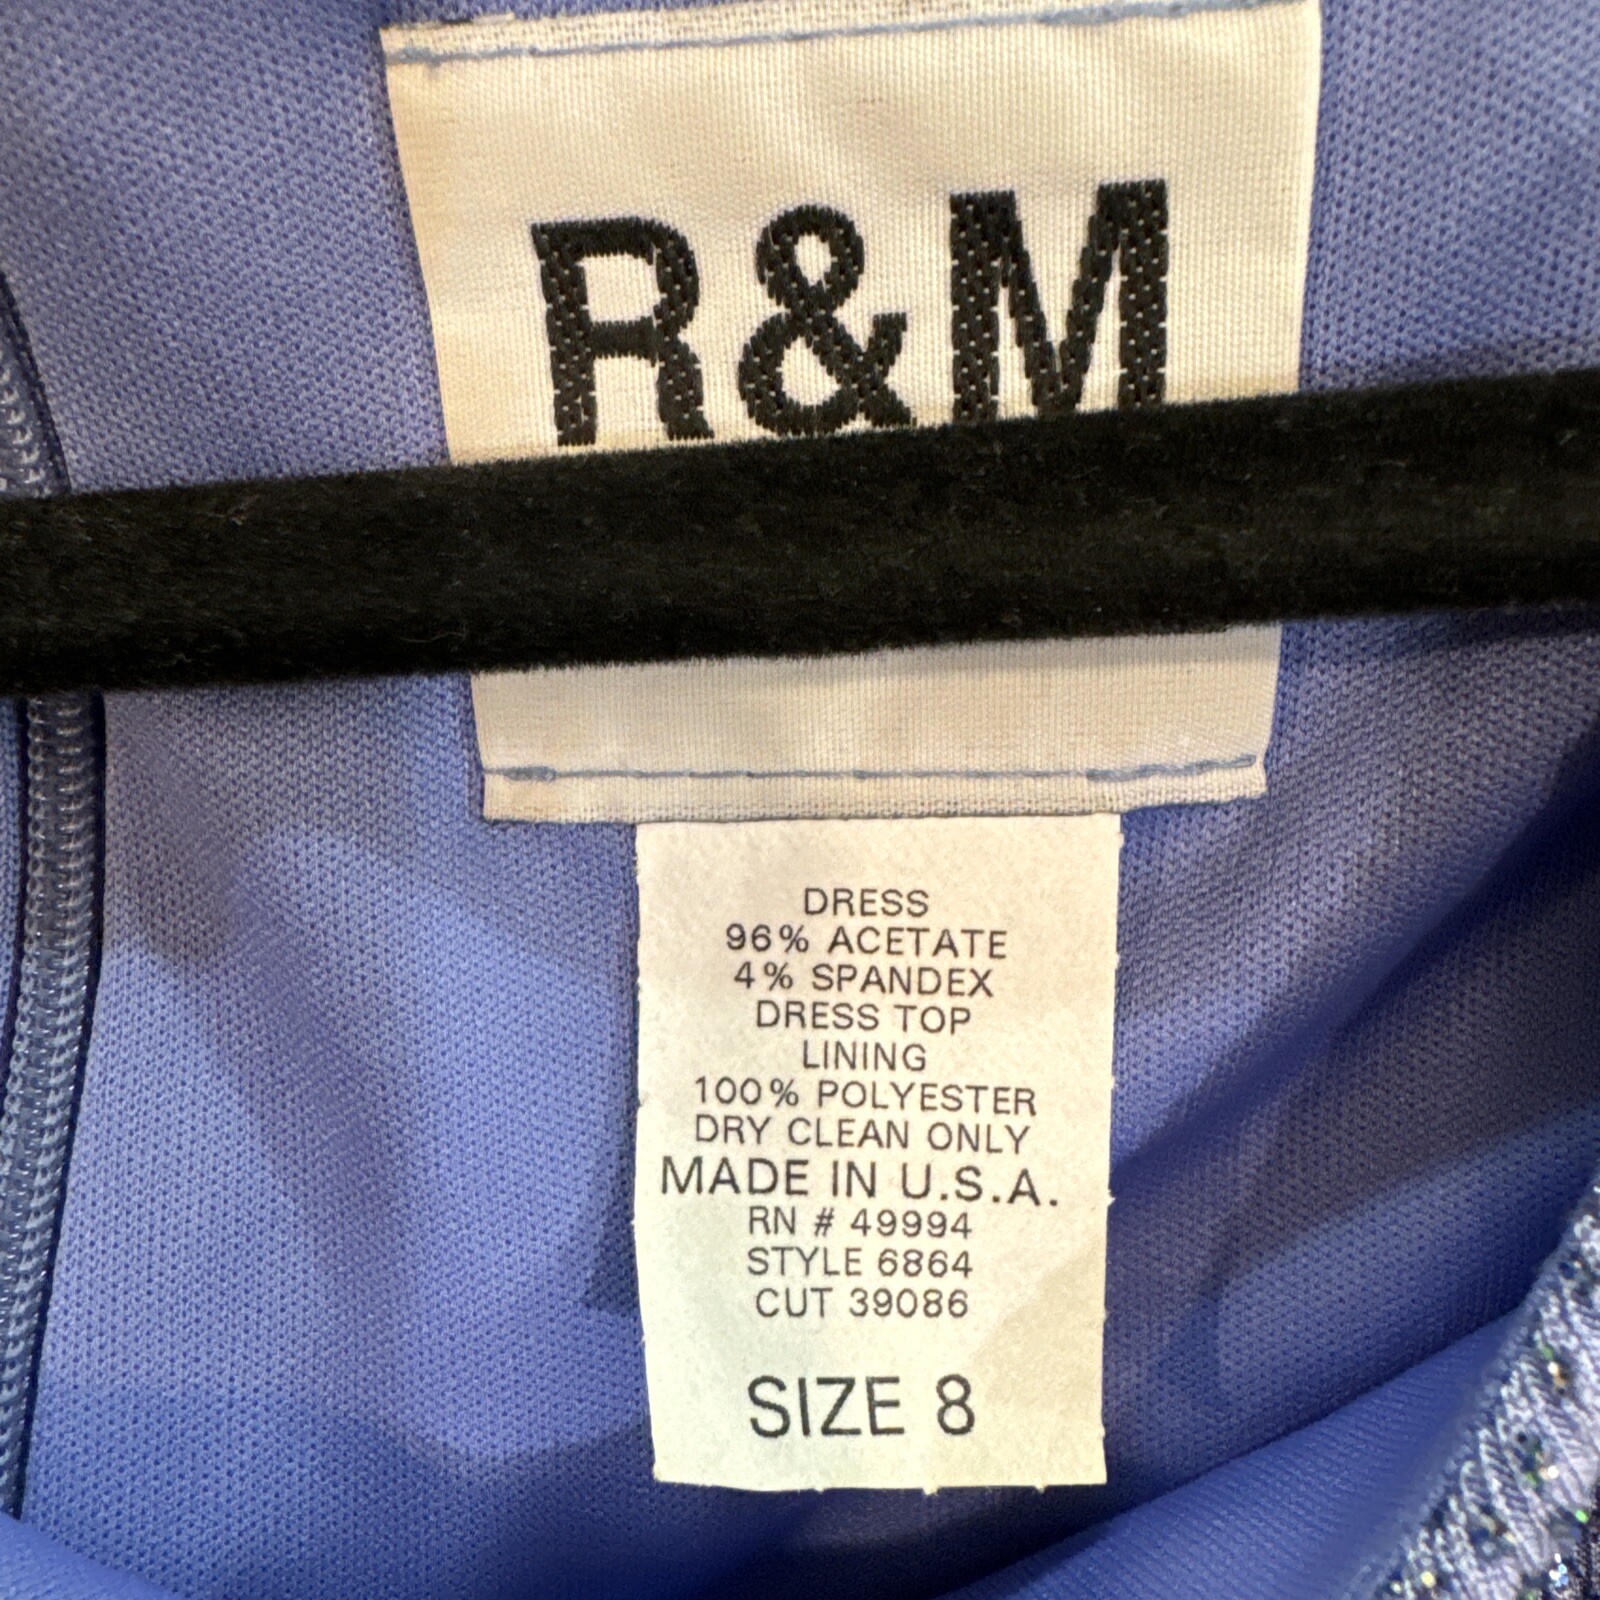 R&M
DRESS
96% ACETATE
4% SPANDEX
DRESS TOP
LINING
100% POLYESTER
DRY CLEAN ONLY
MADE IN U.S.A.
RN # 49994
STYLE 6864
CUT 39086
SIZE 8